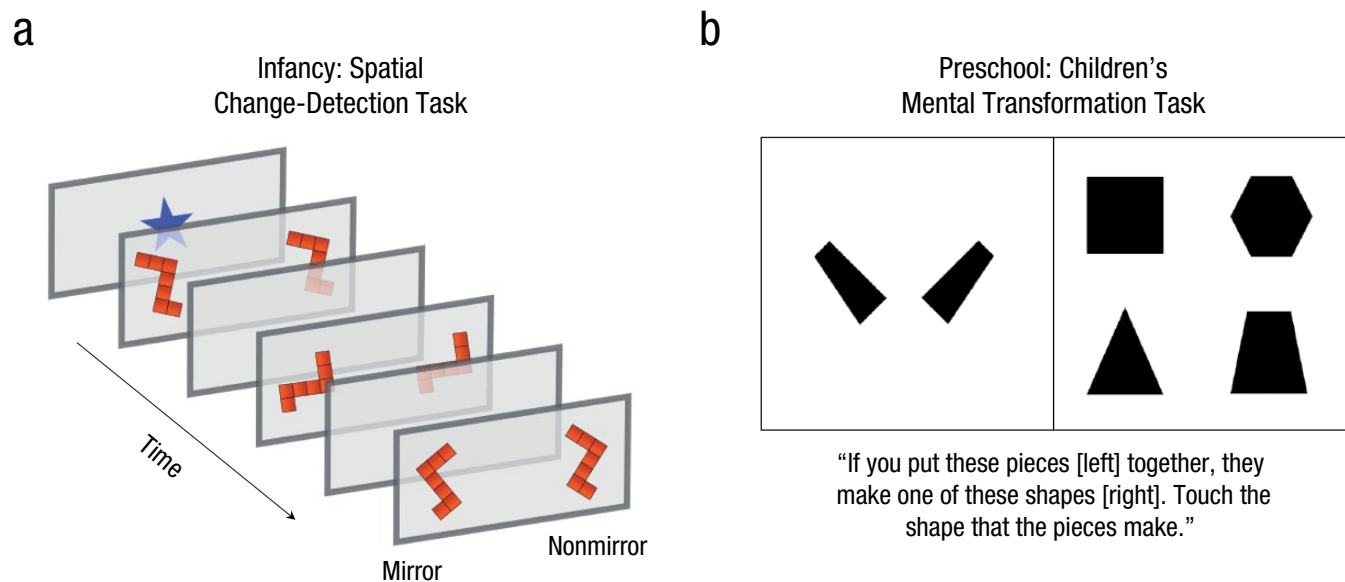 a
Infancy: Spatial
Change-Detection Task
Time
Mirror
Nonmirror
b
Preschool: Children's
Mental Transformation Task
“If you put these pieces [left] together, they
make one of these shapes [right]. Touch the
shape that the pieces make.”